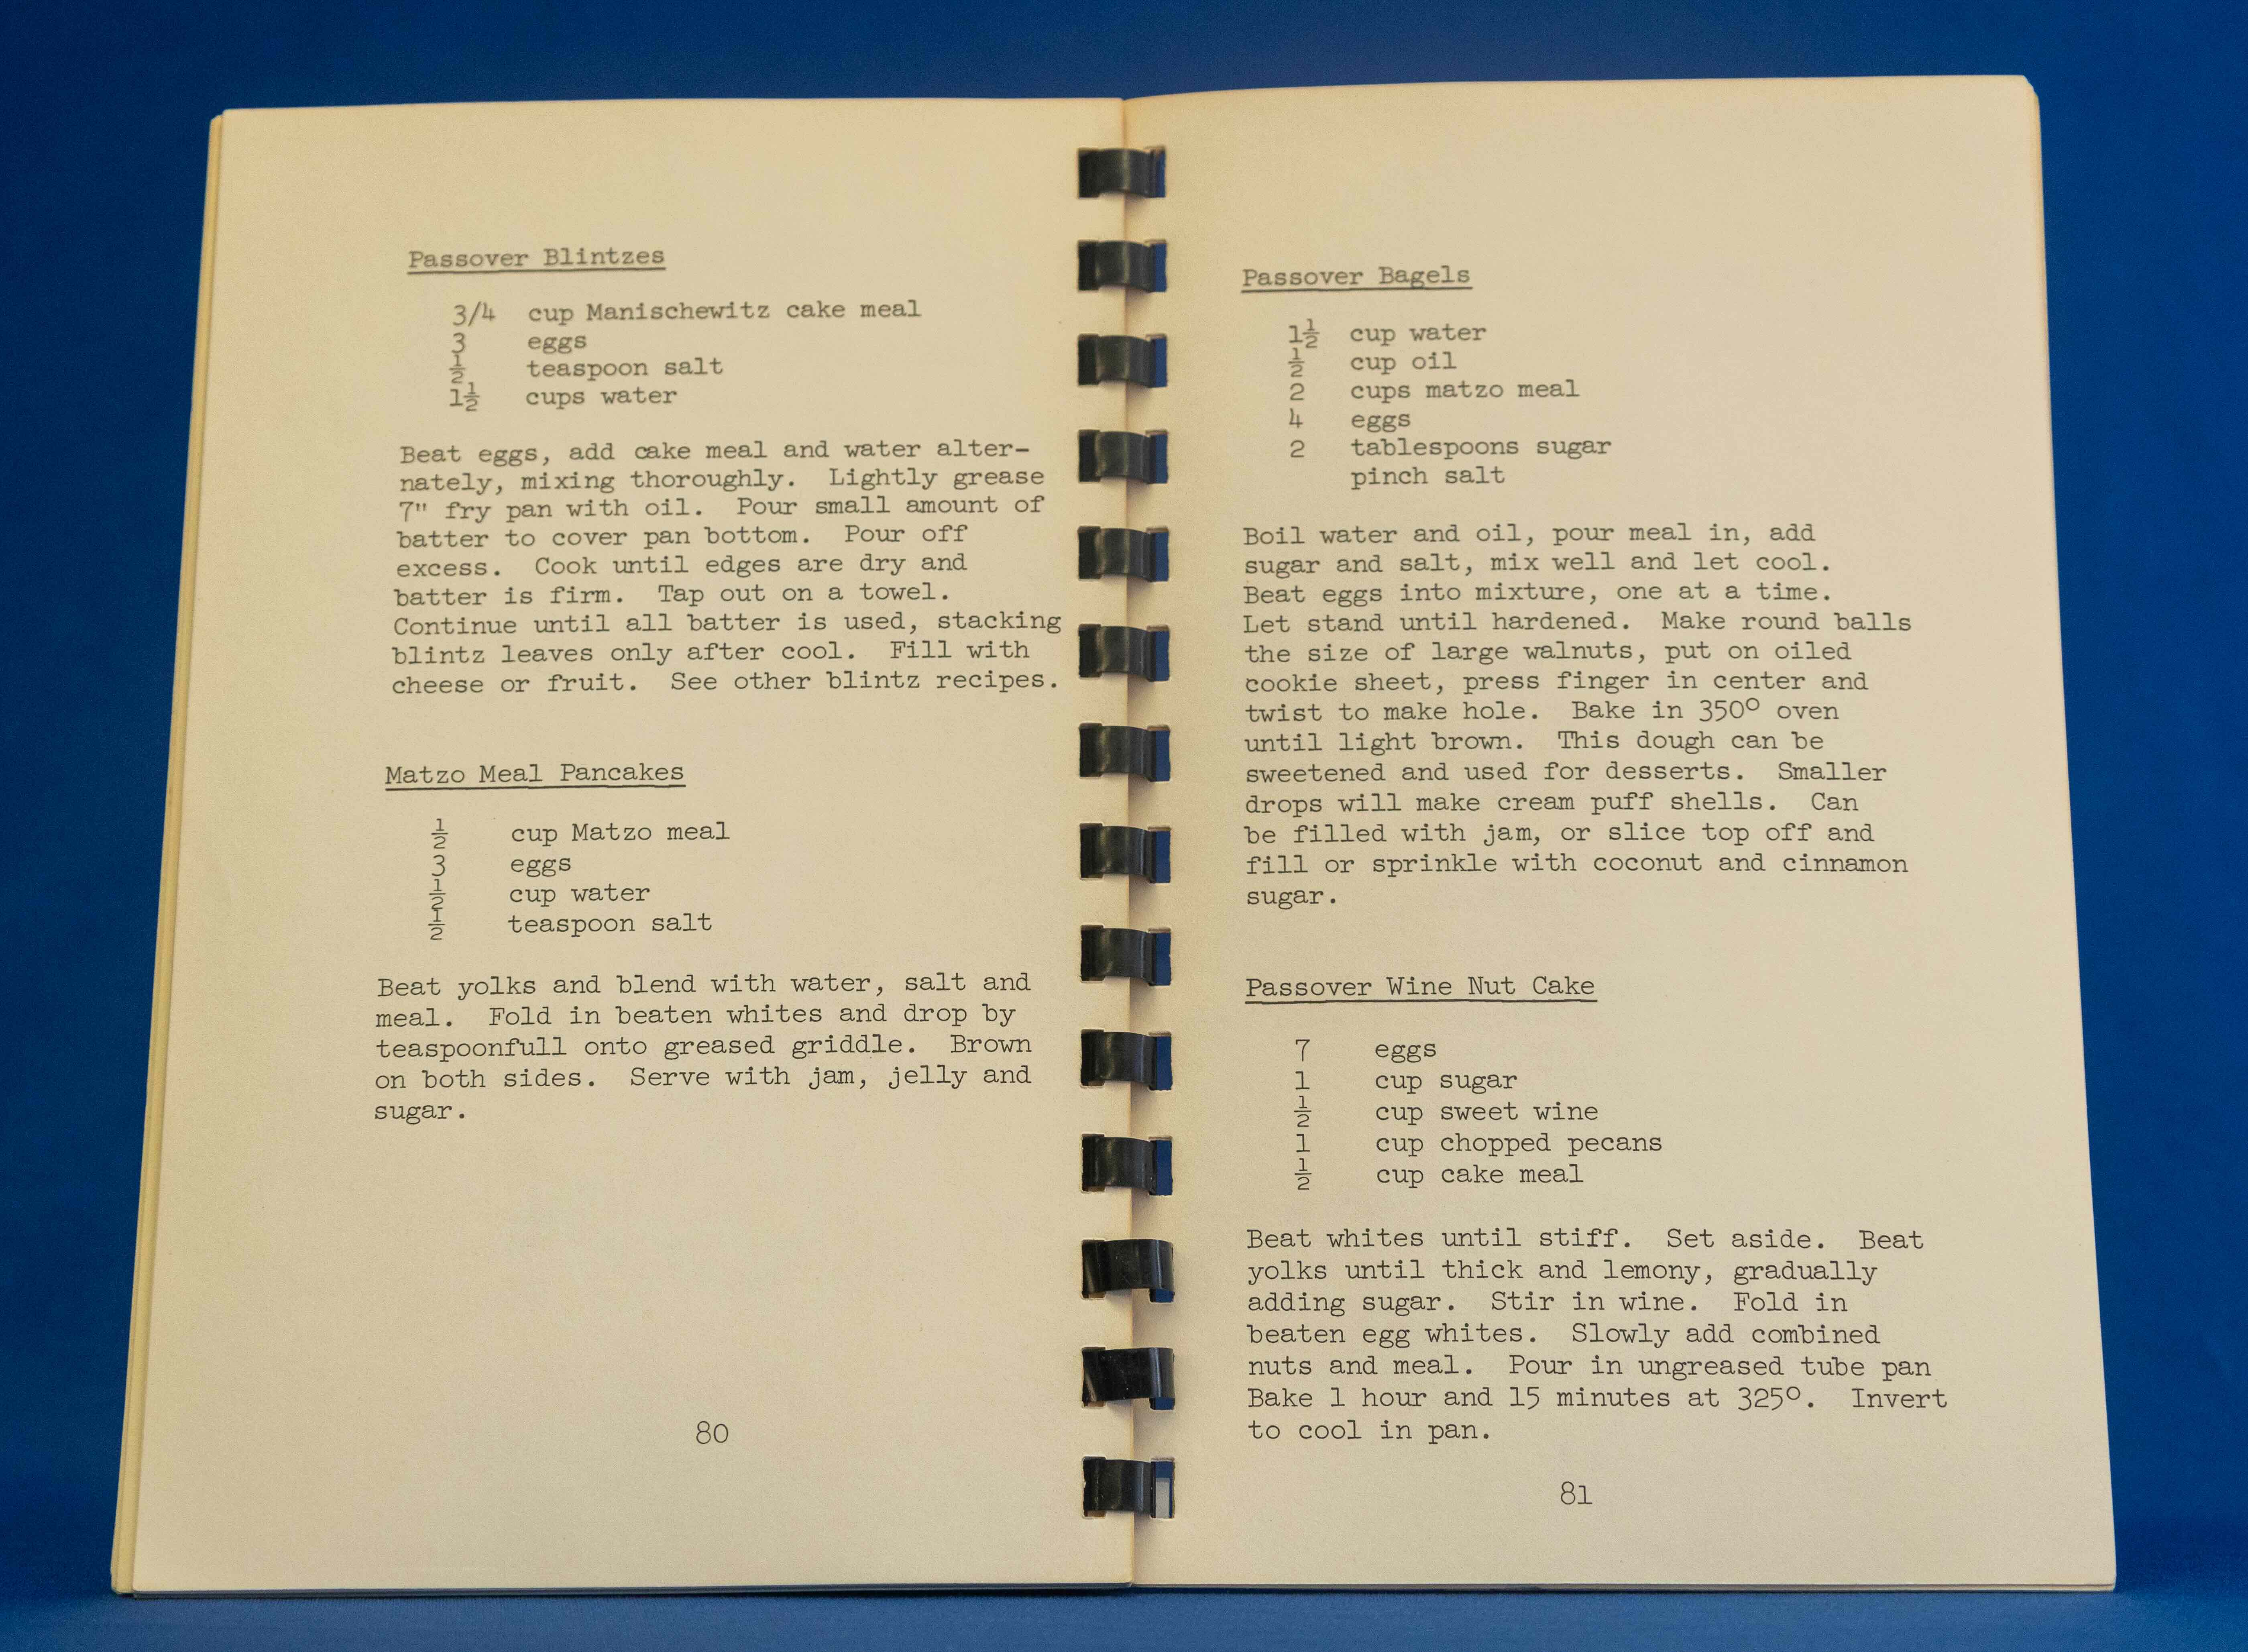 Passover Blintzes
3/4 cup Manischewitz cake meal
3 eggs
½ teaspoon salt
1½ cups water
Beat eggs, add cake meal and water alter-
nately, mixing thoroughly. Lightly grease
7" fry pan with oil. Pour small amount of
batter to cover pan bottom. Pour off
excess. Cook until edges are dry and
batter is firm. Tap out on a towel.
Continue until all batter is used, stacking
blintz leaves only after cool. Fill with
cheese or fruit. See other blintz recipes.
Matzo Meal Pancakes
½ cup Matzo meal
3 eggs
½ cup water
½ teaspoon salt
Beat yolks and blend with water, salt and
meal. Fold in beaten whites and drop by
teaspoonfull onto greased griddle. Brown
on both sides. Serve with jam, jelly and
sugar.
80
Passover Bagels
1½ cup water
½ cup oil
2 cups matzo meal
4 eggs
2 tablespoons sugar
pinch salt
Boil water and oil, pour meal in, add
sugar and salt, mix well and let cool.
Beat eggs into mixture, one at a time.
Let stand until hardened. Make round balls
the size of large walnuts, put on oiled
cookie sheet, press finger in center and
twist to make hole. Bake in 350° oven
until light brown. This dough can be
sweetened and used for desserts. Smaller
drops will make cream puff shells. Can
be filled with jam, or slice top off and
fill or sprinkle with coconut and cinnamon
sugar.
Passover Wine Nut Cake
7 eggs
1 cup sugar
½ cup sweet wine
1 cup chopped pecans
½ cup cake meal
Beat whites until stiff. Set aside. Beat
yolks until thick and lemony, gradually
adding sugar. Stir in wine. Fold in
beaten egg whites. Slowly add combined
nuts and meal. Pour in ungreased tube pan
Bake 1 hour and 15 minutes at 325°. Invert
to cool in pan.
81